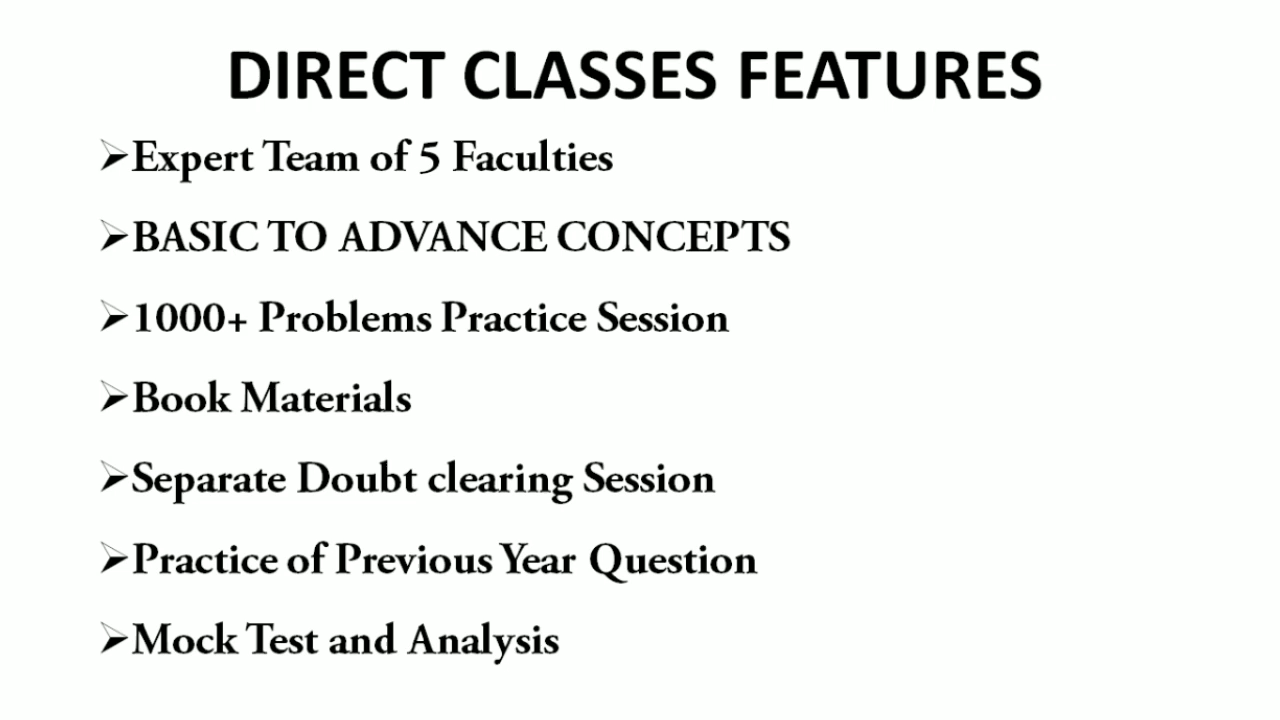 DIRECT CLASSES FEATURES
➢Expert Team of 5 Faculties
➢BASIC TO ADVANCE CONCEPTS
➢1000+ Problems Practice Session
➢Book Materials
➢Separate Doubt clearing Session
➢Practice of Previous Year Question
➢Mock Test and Analysis